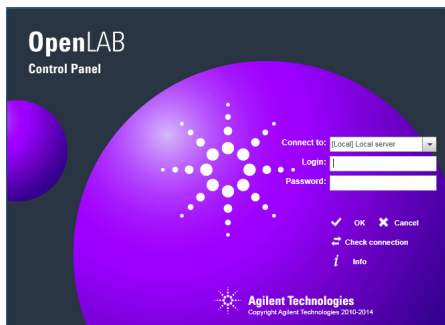 OpenLAB
Control Panel
Connect to: [Local] Local server
Login:
Password:
OK Cancel
Check connection
i Info
Agilent Technologies
Copyright Agilent Technologies 2010-2014